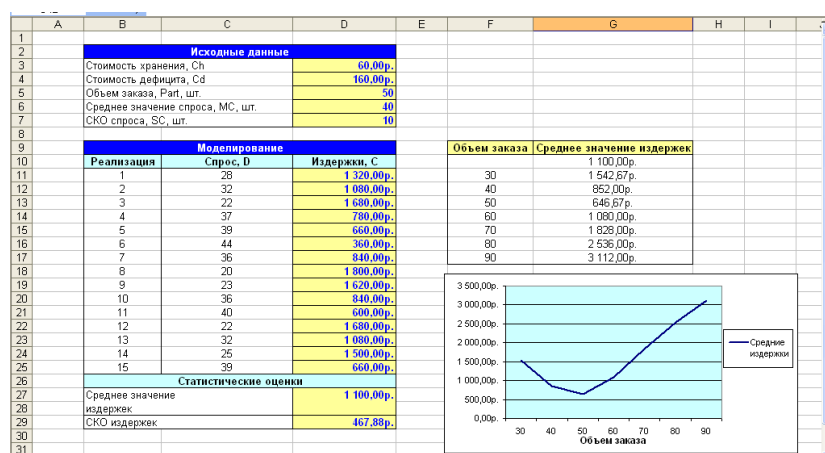 A B C D E F G H I
1
2 Исходные данные
3 Стоимость хранения, Ch 60,00р.
4 Стоимость дефицита, Cd 160,00р.
5 Объем заказа, Part, шт. 50
6 Среднее значение спроса, МС, шт. 40
7 СКО спроса, SC, шт. 10
8
9 Моделирование Объем заказа Среднее значение издержек
10 Реализация Спрос, D Издержки, С 1 100,00р.
11 1 28 1 320,00р. 30 1 542,67р.
12 2 32 1 080,00р. 40 852,00р.
13 3 22 1 680,00р. 50 646,67р.
14 4 37 780,00р. 60 1 080,00р.
15 5 39 660,00р. 70 1 828,00р.
16 6 44 360,00р. 80 2 536,00р.
17 7 36 840,00р. 90 3 112,00р.
18 8 20 1 800,00р.
19 9 23 1 620,00р.
20 10 36 840,00р.
21 11 40 600,00р.
22 12 22 1 680,00р.
23 13 32 1 080,00р.
24 14 25 1 500,00р.
25 15 39 660,00р.
26 Статистические оценки
27 Среднее значение 1 100,00р.
28 издержек
29 СКО издержек 467,88р.
30
31
3 500,00р.
3 000,00р.
2 500,00р.
2 000,00р.
1 500,00р.
1 000,00р.
500,00р.
0,00р.
30 40 50 60 70 80 90
Объем заказа
Средние
издержки